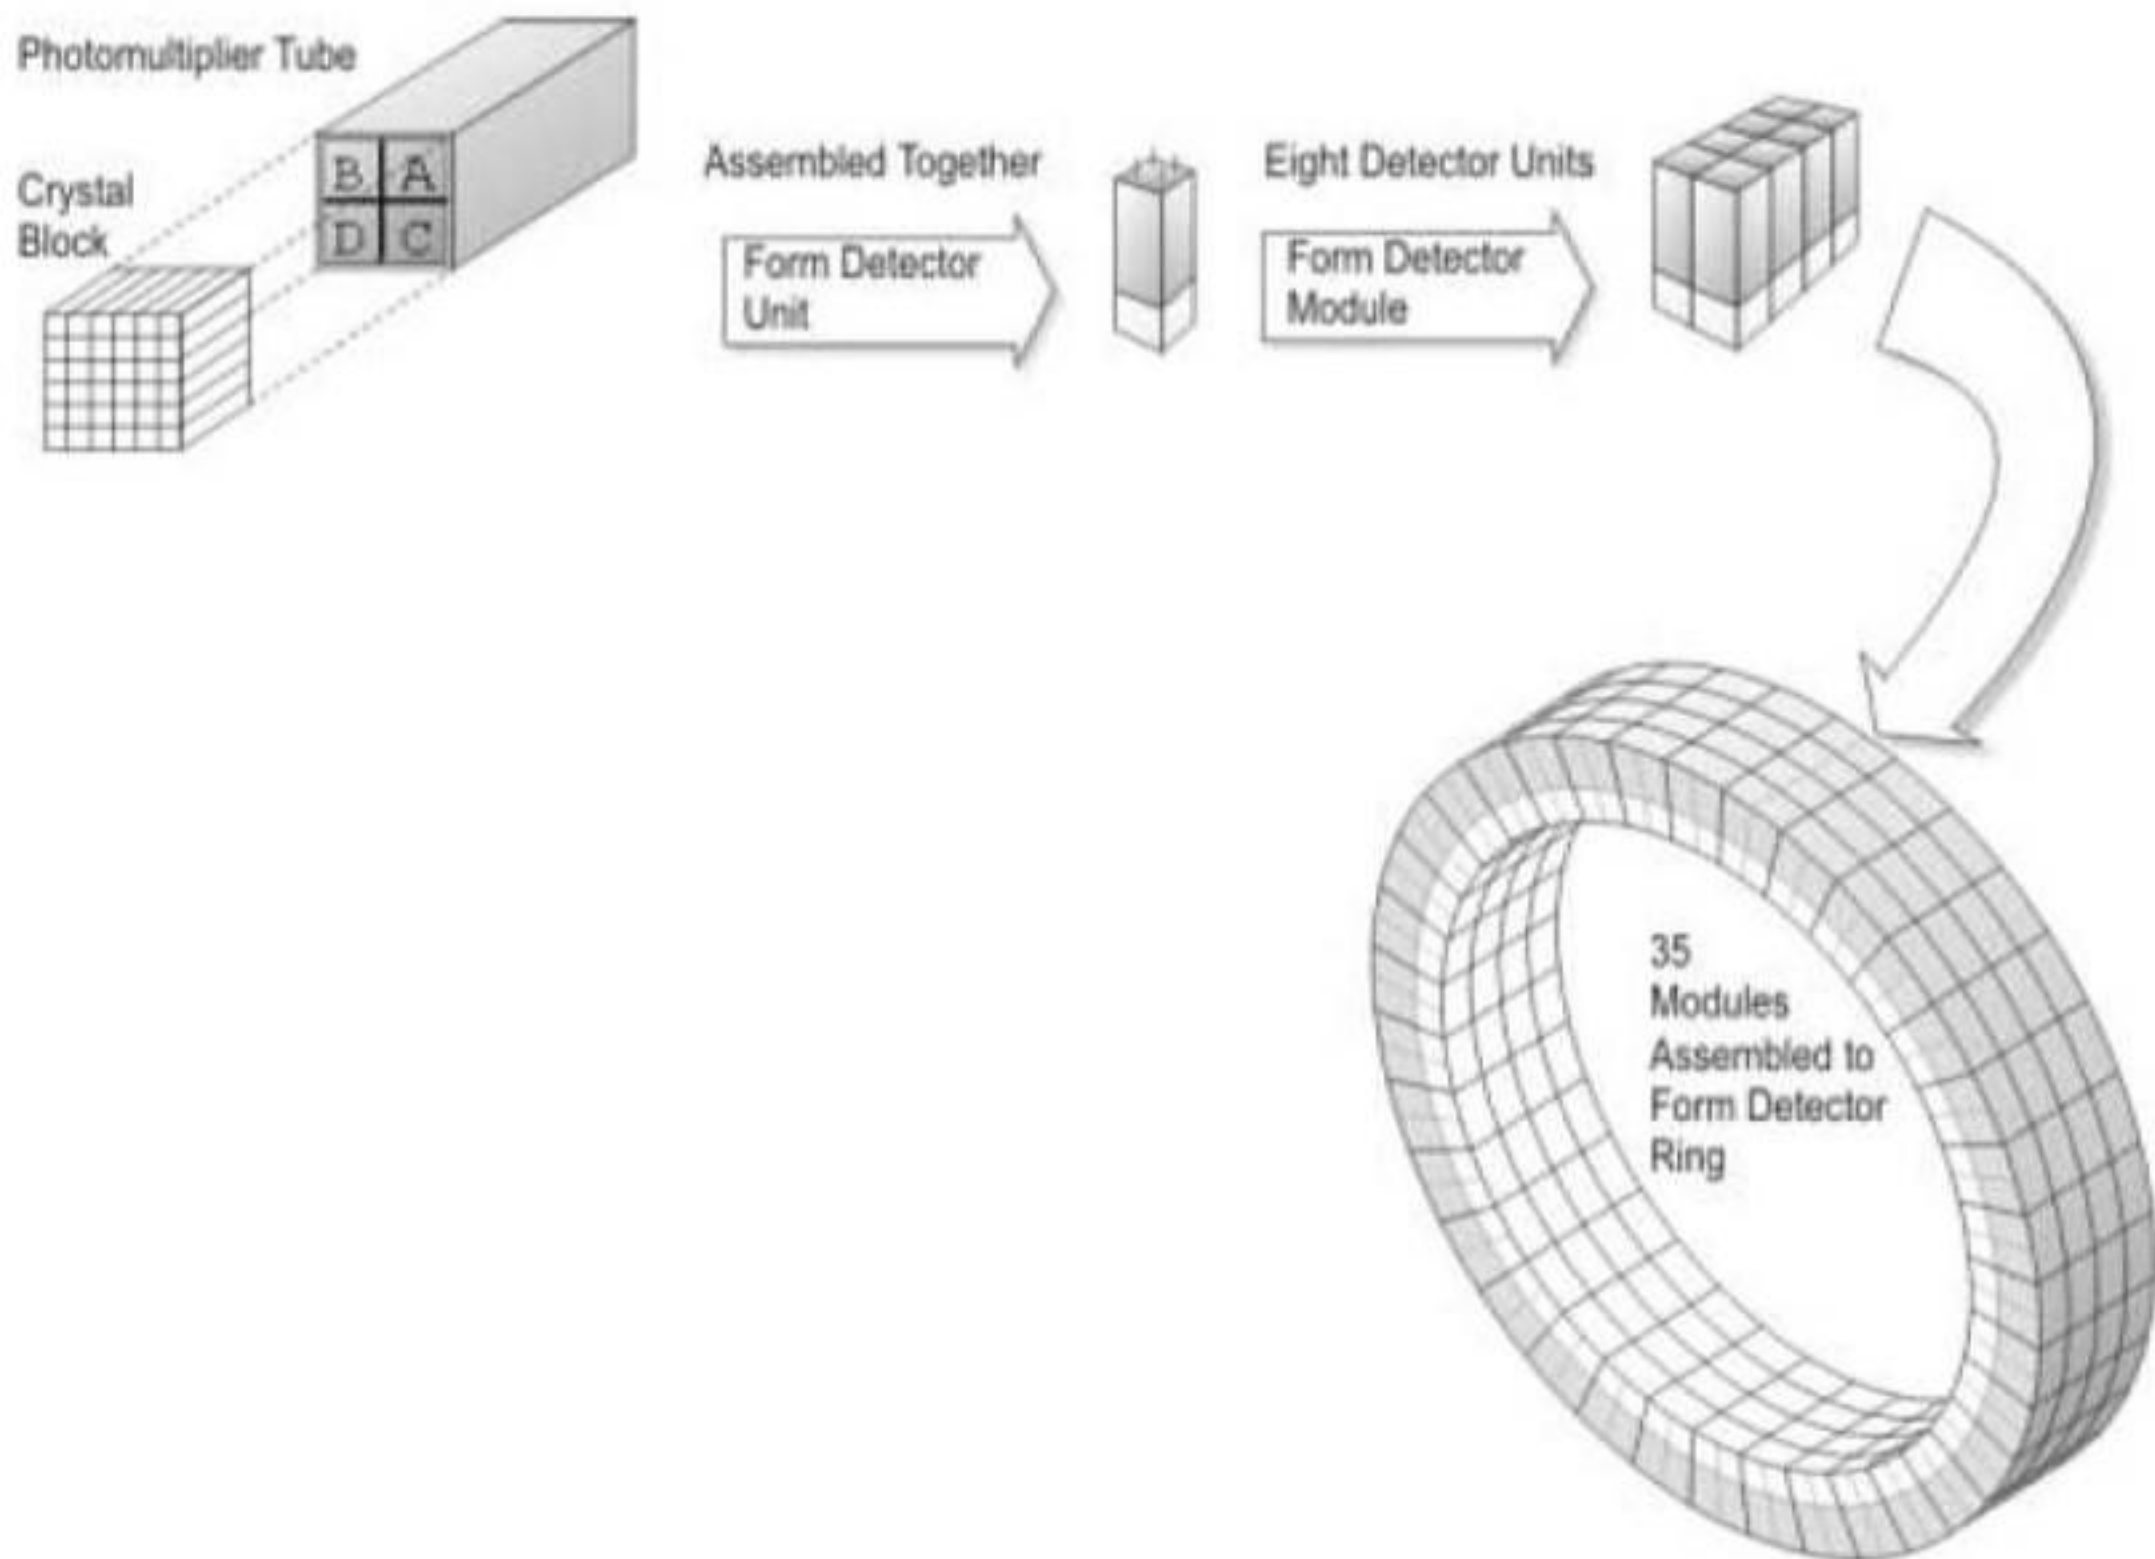 Photomultiplier Tube
Crystal
Block
B A
D C
Assembled Together
Form Detector
Unit
Eight Detector Units
Form Detector
Module
35
Modules
Assembled to
Form Detector
Ring